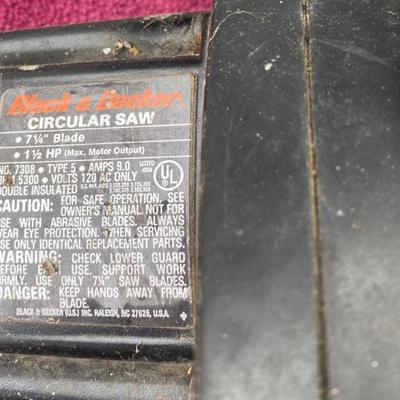 Black & Decker
CIRCULAR SAW
• 7¼" Blade
• 1½ HP (Max. Motor Output)
NO. 7308 • TYPE 5 • AMPS 9.0
5300 • VOLTS 120 AC ONLY
DOUBLE INSULATED
LISTED
UL
CAUTION: FOR SAFE OPERATION, SEE
OWNER'S MANUAL. NOT FOR
USE WITH ABRASIVE BLADES. ALWAYS
WEAR EYE PROTECTION. WHEN SERVICING
USE ONLY IDENTICAL REPLACEMENT PARTS.
WARNING: CHECK LOWER GUARD
BEFORE USE. SUPPORT WORK
FIRMLY. USE ONLY 7¼" SAW BLADES.
DANGER: KEEP HANDS AWAY FROM
BLADE.
BLACK & DECKER (U.S.) INC. RALEIGH, NC 27625, U.S.A.